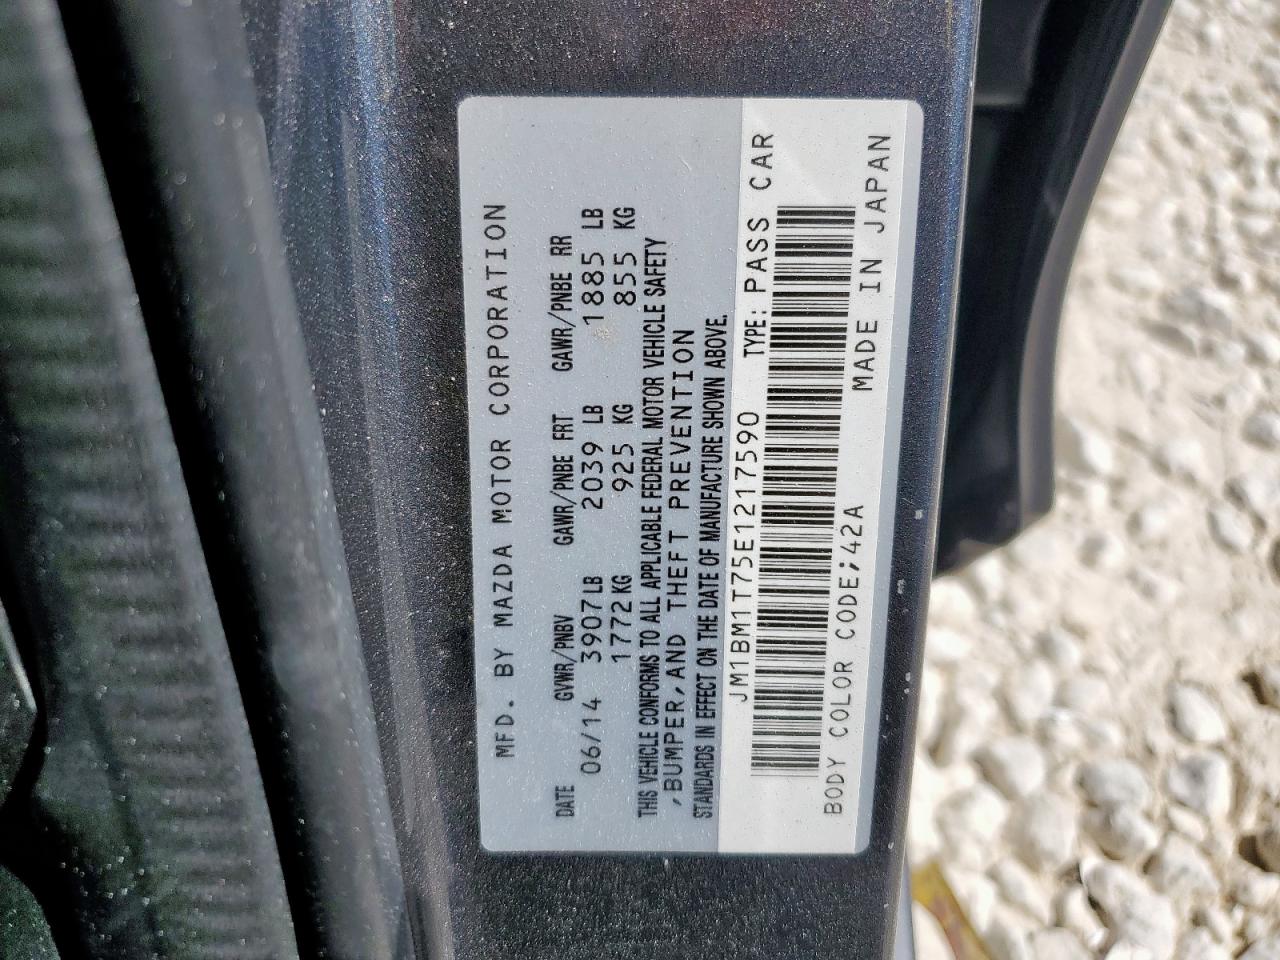 MFD. BY MAZDA MOTOR CORPORATION
DATE GVWR/PNBV GAWR/PNBE FRT GAWR/PNBE RR
06/14 3907LB 2039 LB 1885 LB
1772KG 925 KG 855 KG
THIS VEHICLE CONFORMS TO ALL APPLICABLE FEDERAL MOTOR VEHICLE SAFETY
,BUMPER,AND THEFT PREVENTION
STANDARDS IN EFFECT ON THE DATE OF MANUFACTURE SHOWN ABOVE.
JM1BM1T75E1217590 TYPE: PASS CAR
BODY COLOR CODE;42A MADE IN JAPAN